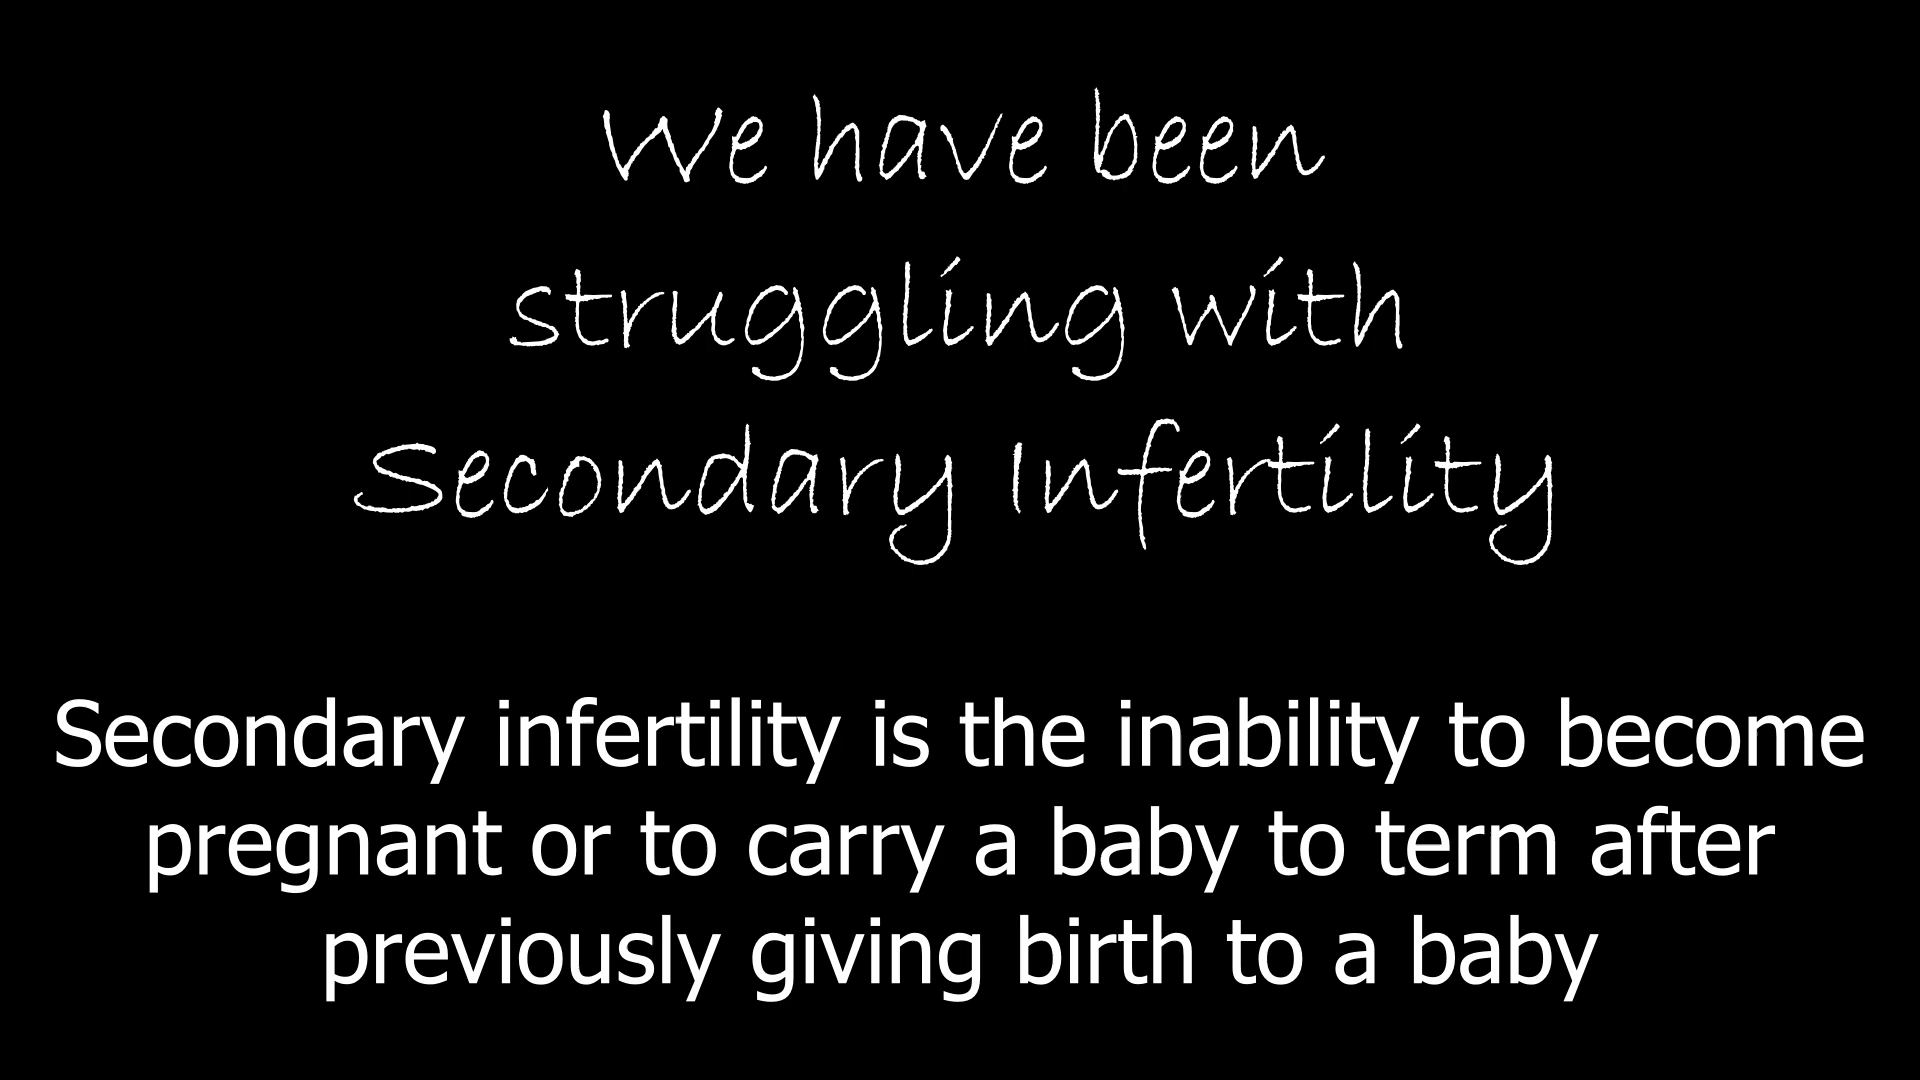 We have been
struggling with
Secondary Infertility
Secondary infertility is the inability to become
pregnant or to carry a baby to term after
previously giving birth to a baby